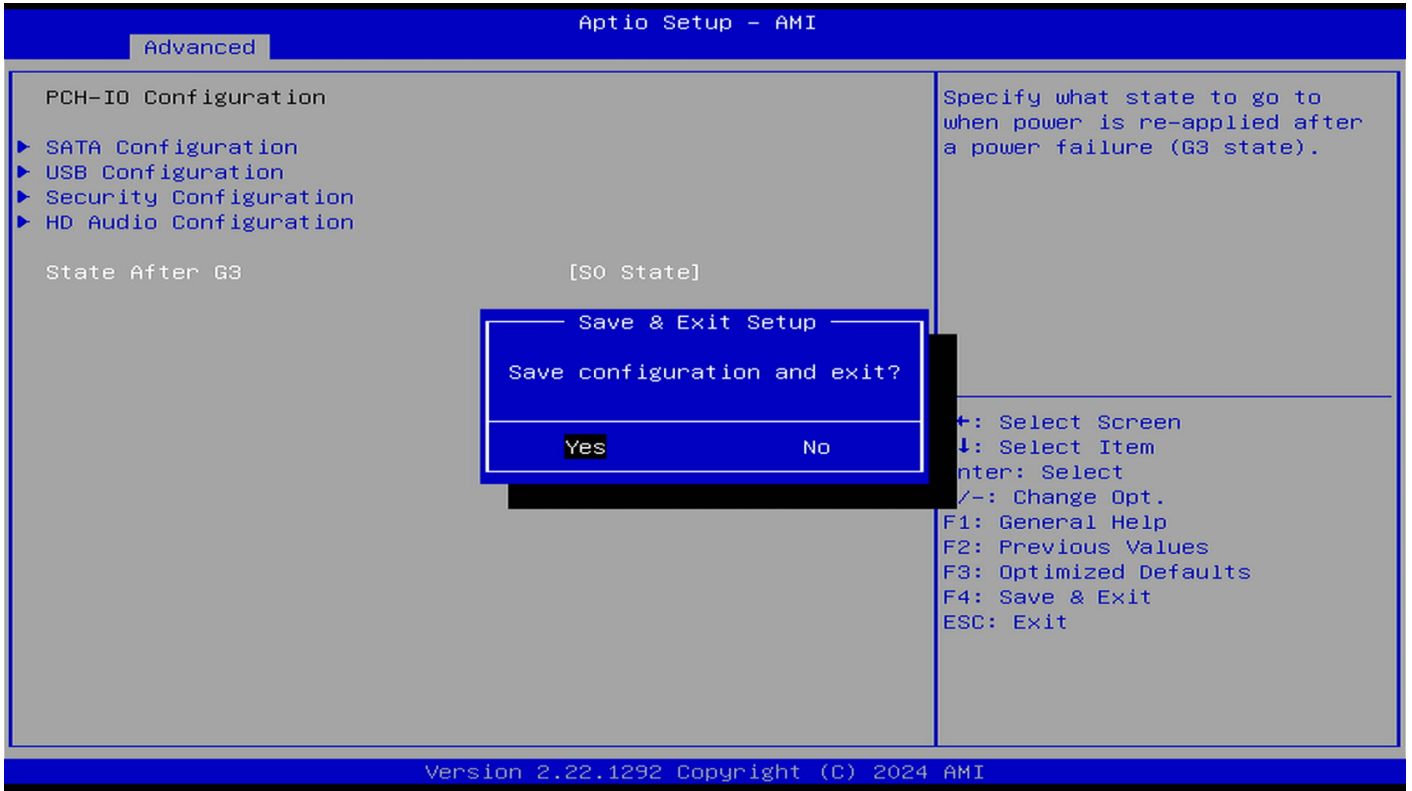 Aptio Setup – AMI
Advanced
PCH-IO Configuration
SATA Configuration
USB Configuration
Security Configuration
HD Audio Configuration
State After G3 [S0 State]
Specify what state to go to
when power is re-applied after
a power failure (G3 state).
Save & Exit Setup
Save configuration and exit?
Yes No
: Select Screen
↓: Select Item
nter: Select
/-: Change Opt.
F1: General Help
F2: Previous Values
F3: Optimized Defaults
F4: Save & Exit
ESC: Exit
Version 2.22.1292 Copyright (C) 2024 AMI